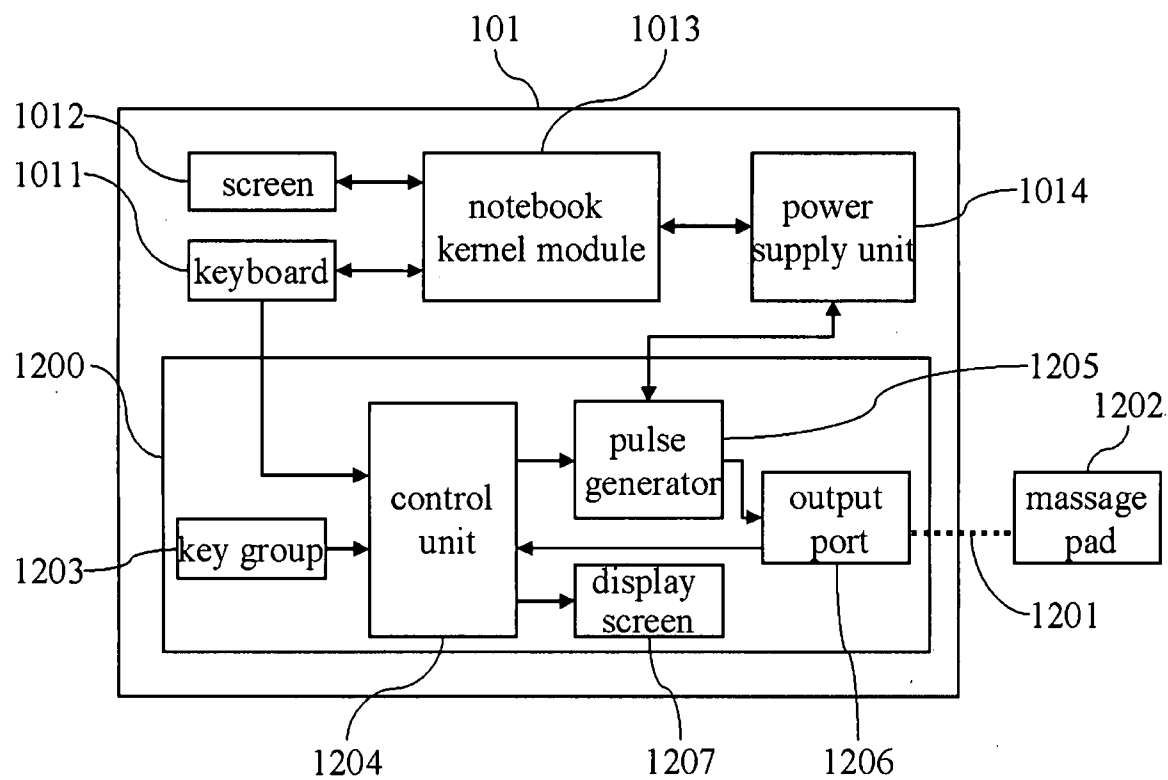 101
1013
1012
screen
1011
notebook
kernel module
power
supply unit
1014
keyboard
1200
1205
1202
pulse
generator
control
unit
output
port
massage
pad
key group
1203
display
screen
1201
1204
1207
1206